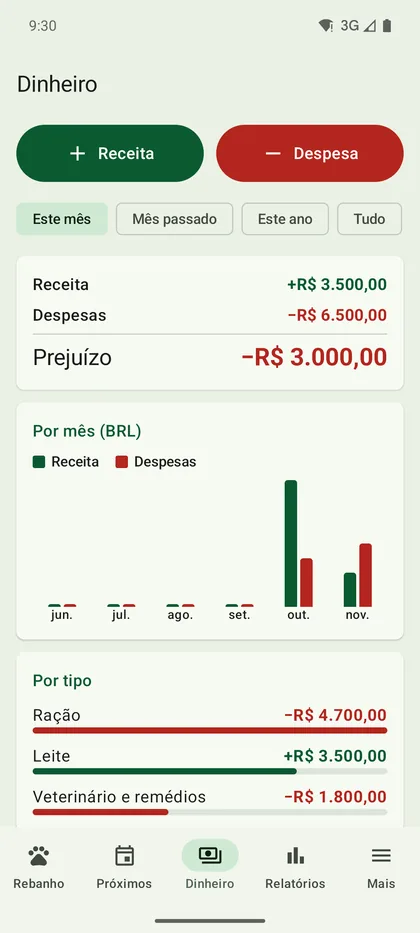 9:30 3G
Dinheiro
+ Receita − Despesa
Este mês Mês passado Este ano Tudo
Receita +R$ 3.500,00
Despesas −R$ 6.500,00
Prejuízo −R$ 3.000,00
Por mês (BRL)
Receita Despesas
jun. jul. ago. set. out. nov.
Por tipo
Ração −R$ 4.700,00
Leite +R$ 3.500,00
Veterinário e remédios −R$ 1.800,00
Rebanho Próximos Dinheiro Relatórios Mais